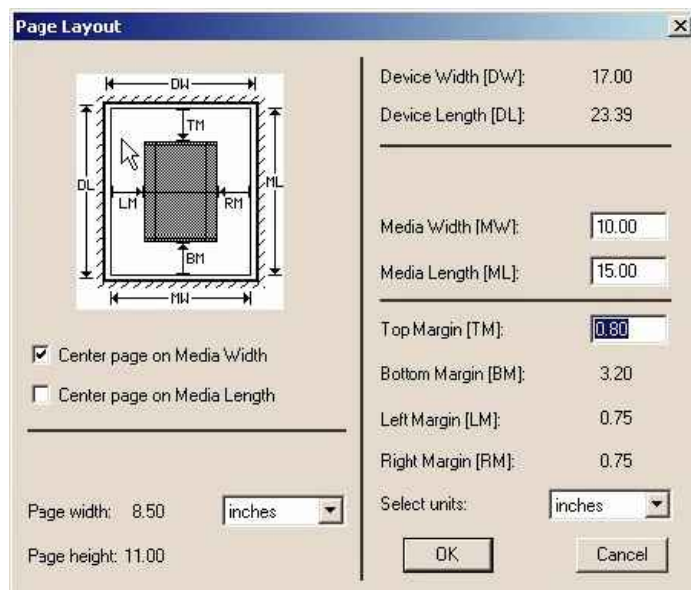 Page Layout
DW
TM
DL
ML
LM
RM
BM
MW
Center page on Media Width
Center page on Media Length
Page width: 8.50 inches
Page height: 11.00
Device Width [DW]: 17.00
Device Length [DL]: 23.39
Media Width [MW]: 10.00
Media Length [ML]: 15.00
Top Margin [TM]: 0.80
Bottom Margin [BM]: 3.20
Left Margin [LM]: 0.75
Right Margin [RM]: 0.75
Select units: inches
OK Cancel